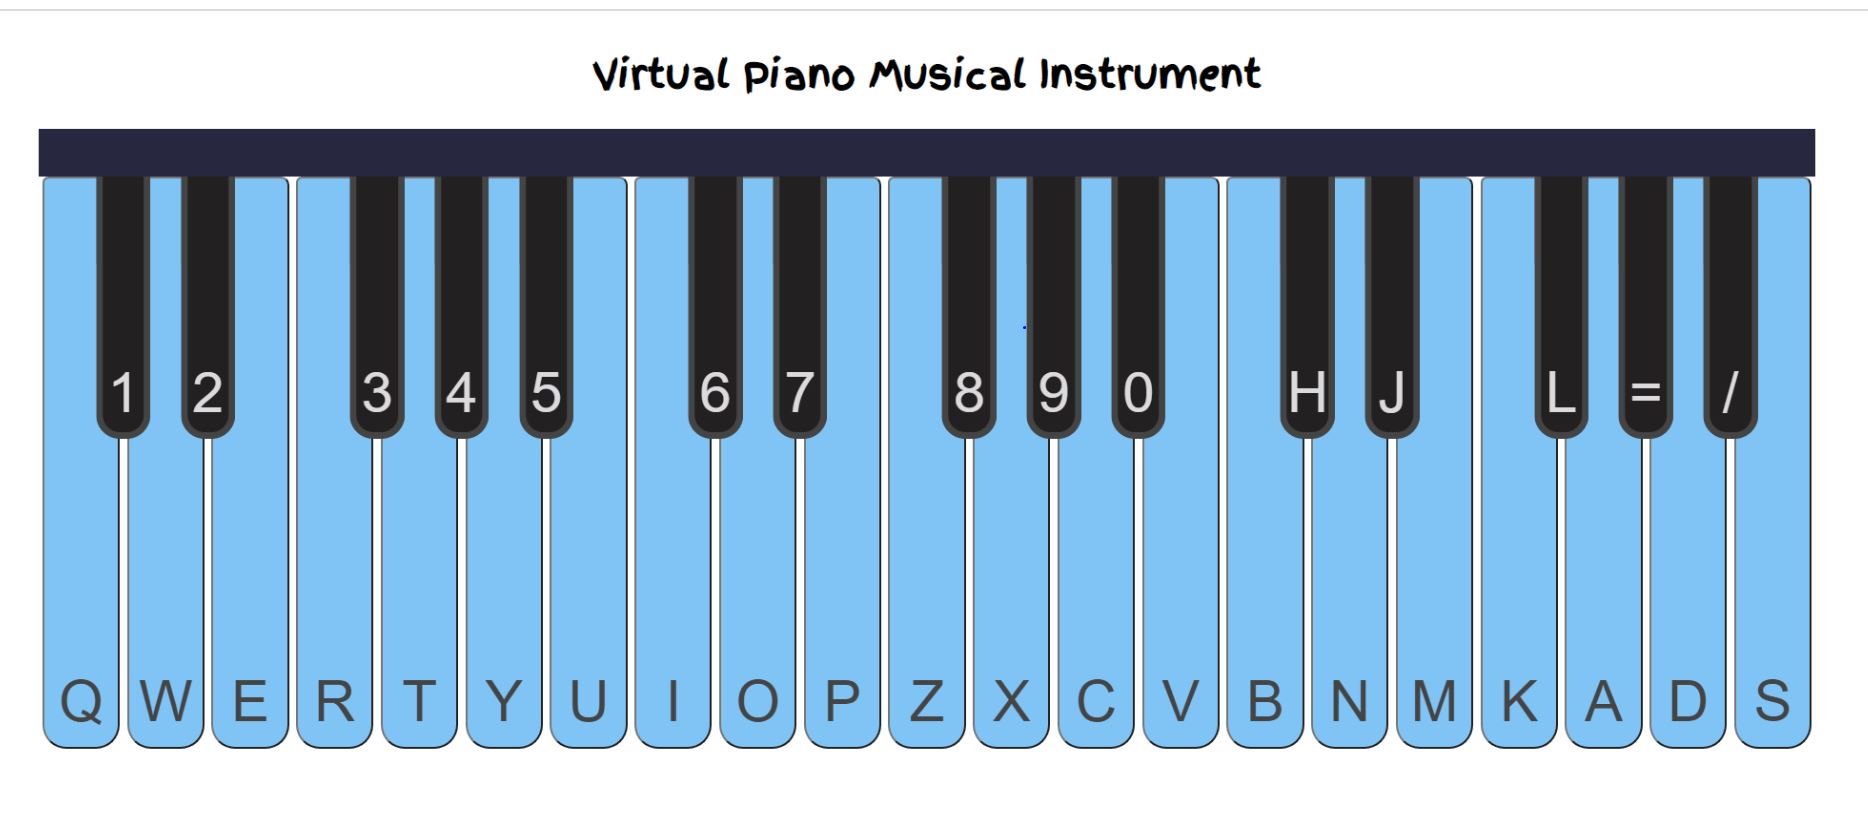 Virtual Piano Musical Instrument
1 2 3 4 5 6 7 8 9 0 H J L = /
Q W E R T Y U I O P Z X C V B N M K A D S